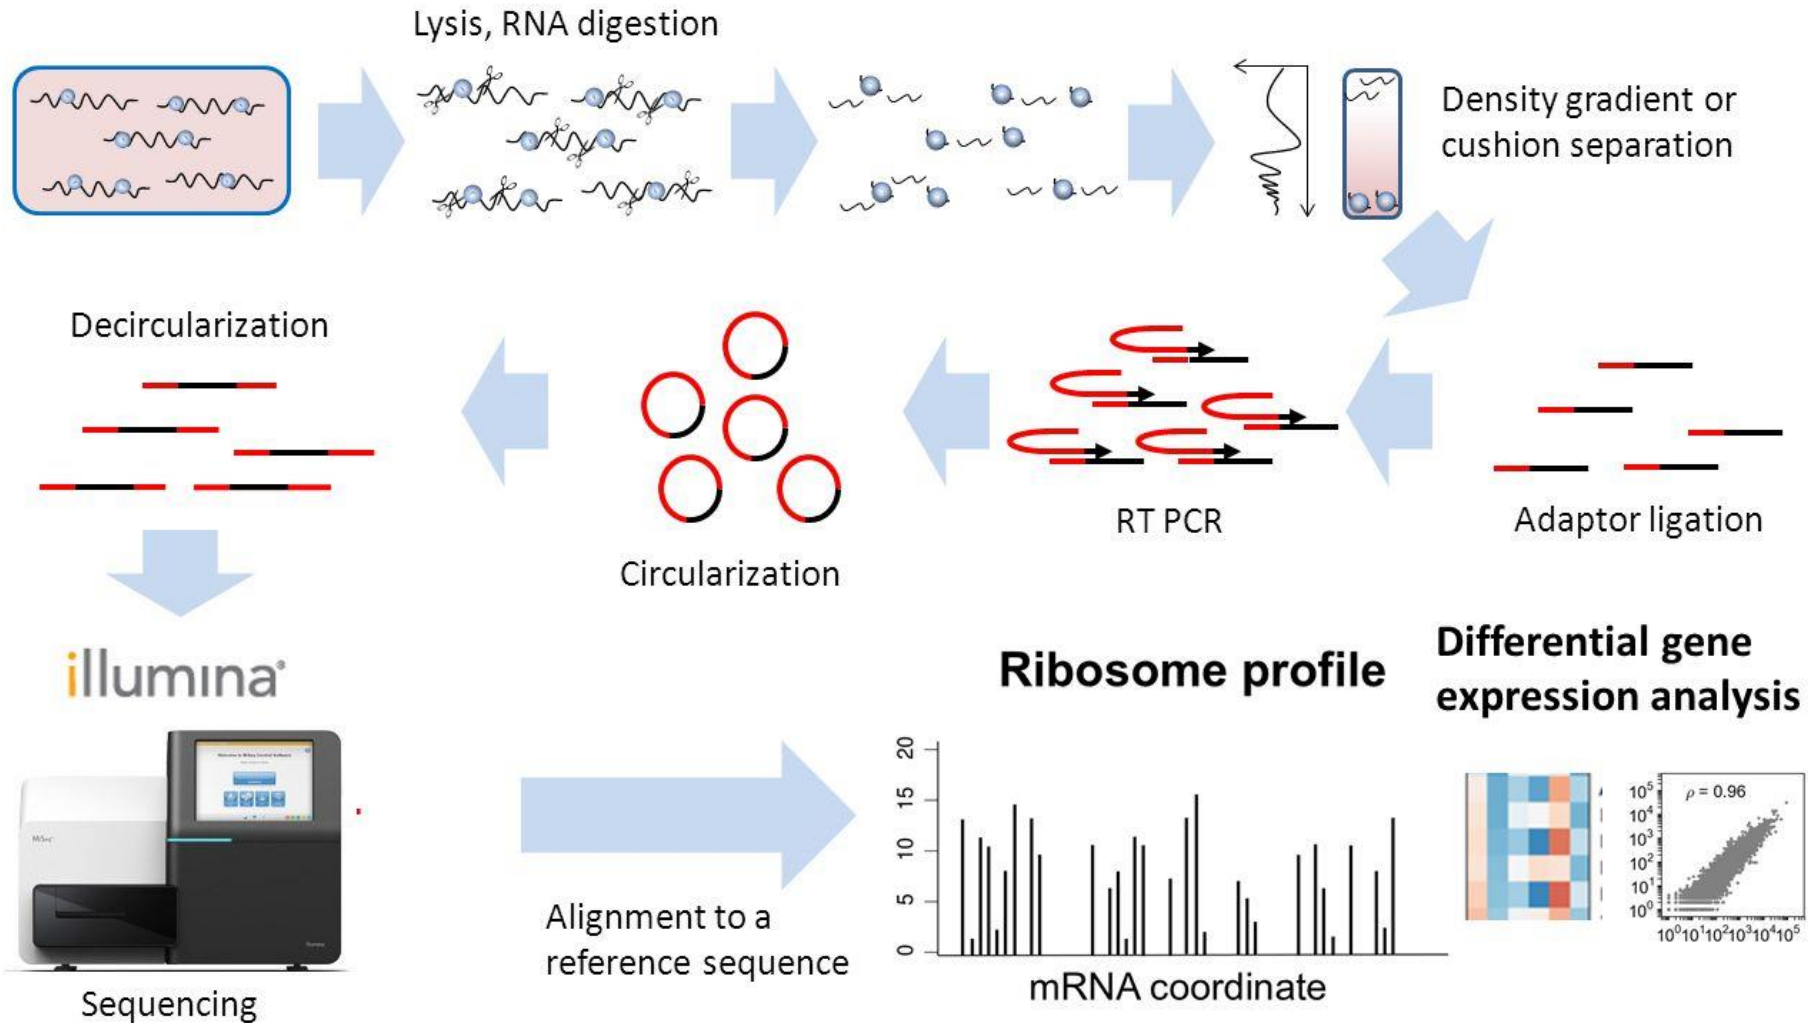 Lysis, RNA digestion
Density gradient or
cushion separation
Decircularization
Circularization
RT PCR
Adaptor ligation
illumina®
Sequencing
Alignment to a
reference sequence
Ribosome profile
20
15
10
5
0
mRNA coordinate
Differential gene
expression analysis
ρ = 0.96
10⁵
10⁴
10³
10²
10¹
10⁰
10⁰10¹10²10³10⁴10⁵